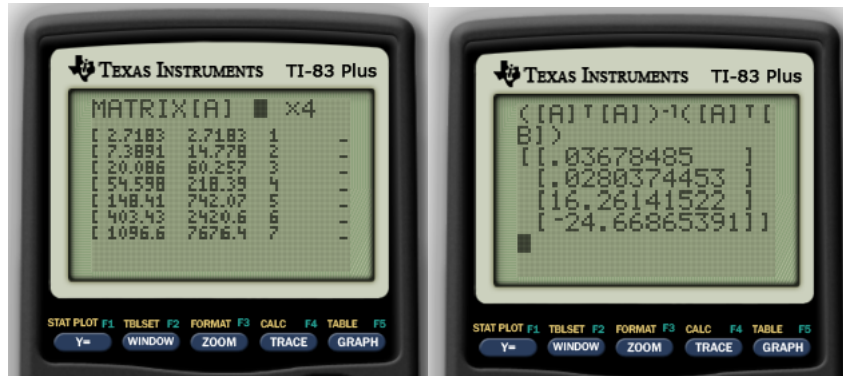 TEXAS INSTRUMENTS TI-83 Plus
MATRIX[A] ×4
[ 2.7183 2.7183 1 _
[ 7.3891 14.778 2 _
[ 20.086 60.257 3 _
[ 54.598 218.39 4 _
[ 148.41 742.07 5 _
[ 403.43 2420.6 6 _
[ 1096.6 7676.4 7 _
STAT PLOT F1 TBLSET F2 FORMAT F3 CALC F4 TABLE F5
Y= WINDOW ZOOM TRACE GRAPH
TEXAS INSTRUMENTS TI-83 Plus
([A]ᵀ[A])-1([A]ᵀ[
B])
[[.03678485 ]
[.0280374453 ]
[16.26141522 ]
[-24.66865391]]
STAT PLOT F1 TBLSET F2 FORMAT F3 CALC F4 TABLE F5
Y= WINDOW ZOOM TRACE GRAPH